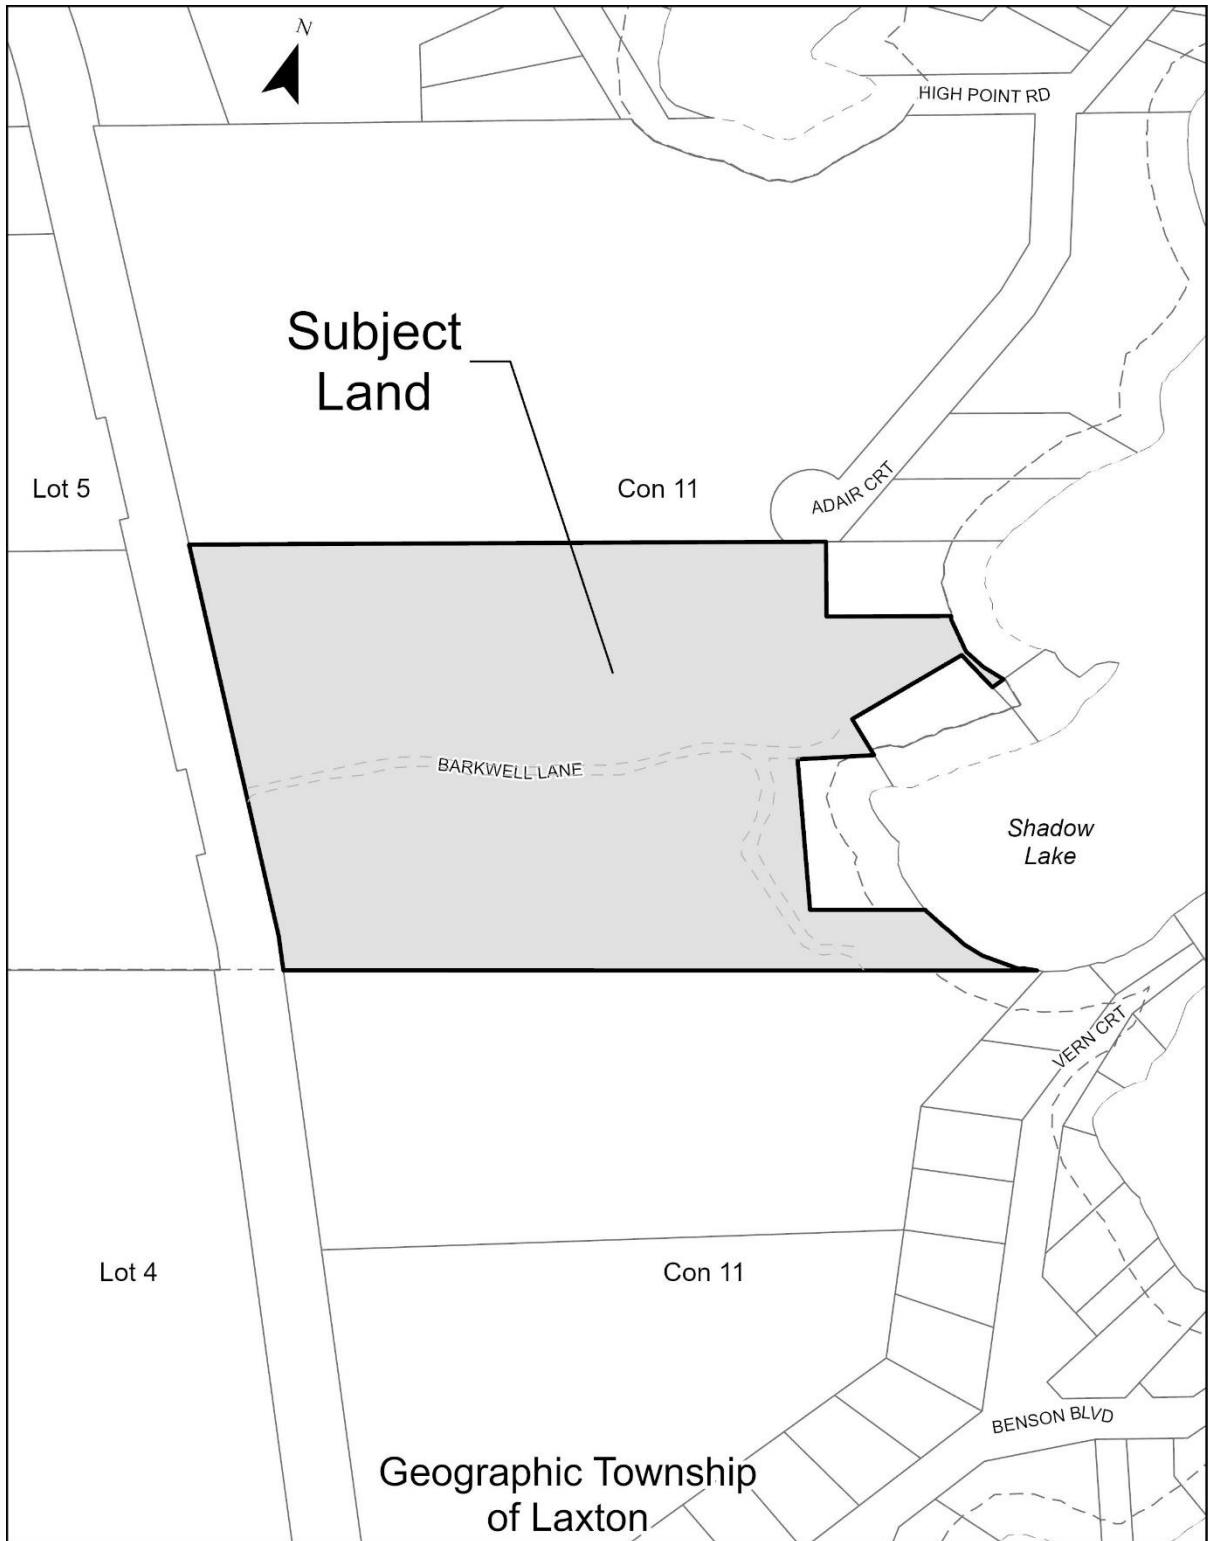 N
HIGH POINT RD
Subject
Land
Lot 5
Con 11
ADAIR CRT
BARKWELL LANE
Shadow
Lake
VERN CRT
Lot 4
Con 11
BENSON BLVD
Geographic Township
of Laxton